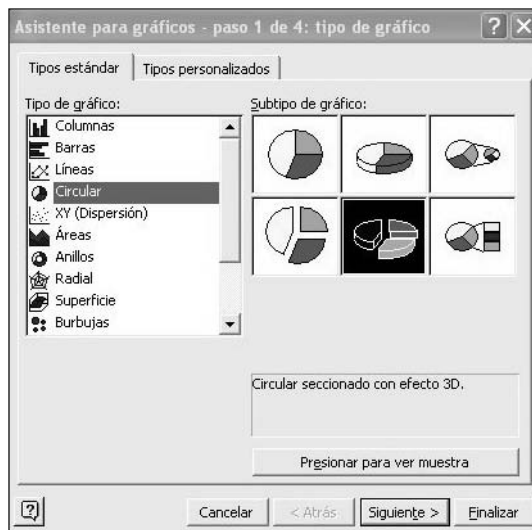 Asistente para gráficos - paso 1 de 4: tipo de gráfico
Tipos estándar
Tipos personalizados
Tipo de gráfico:
Columnas
Barras
Líneas
Circular
XY (Dispersión)
Áreas
Anillos
Radial
Superficie
Burbujas
Subtipo de gráfico:
Circular seccionado con efecto 3D.
Presionar para ver muestra
Cancelar
< Atrás
Siguiente >
Finalizar